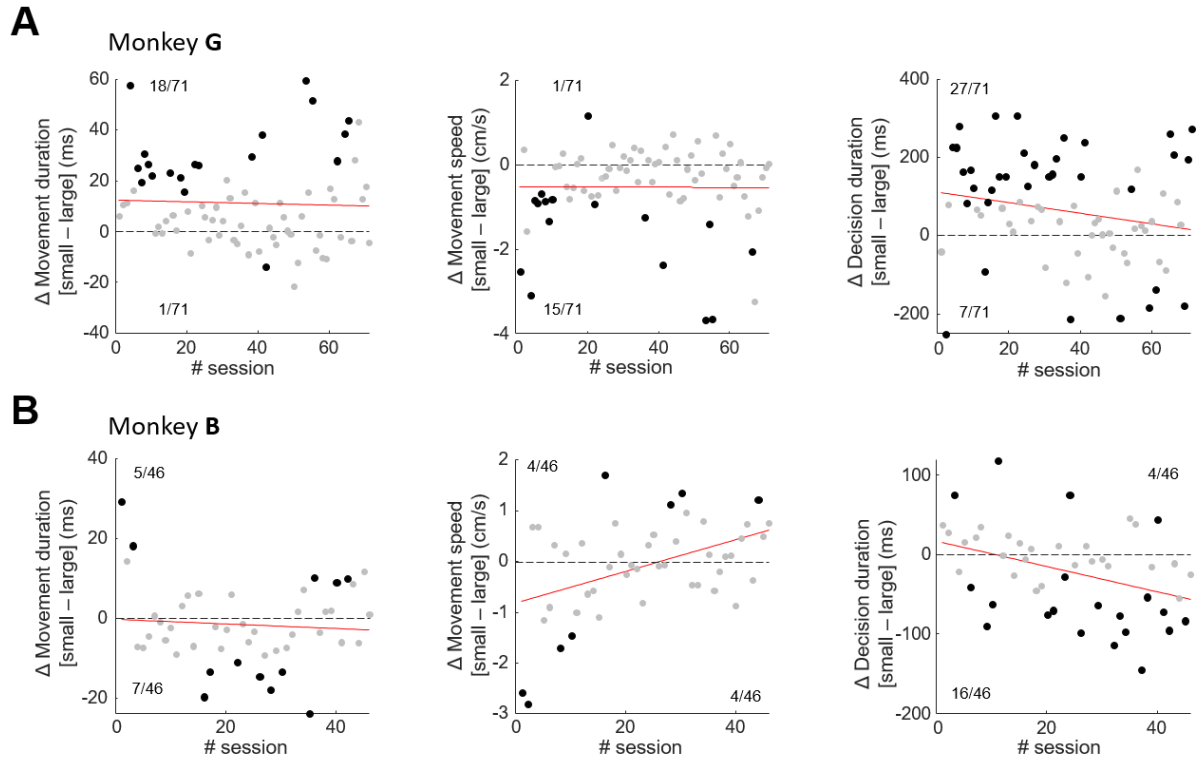 A
Monkey G
Δ Movement duration
[small – large] (ms)
60
40
20
0
-20
-40
18/71
1/71
0
20
40
60
# session
Δ Movement speed
[small – large] (cm/s)
2
0
-2
-4
1/71
15/71
0
20
40
60
# session
Δ Decision duration
[small – large] (ms)
400
200
0
-200
27/71
7/71
0
20
40
60
# session
B
Monkey B
Δ Movement duration
[small – large] (ms)
40
20
0
-20
5/46
7/46
0
20
40
# session
Δ Movement speed
[small – large] (cm/s)
2
1
0
-1
-2
-3
4/46
4/46
0
20
40
# session
Δ Decision duration
[small – large] (ms)
100
0
-100
-200
4/46
16/46
0
20
40
# session